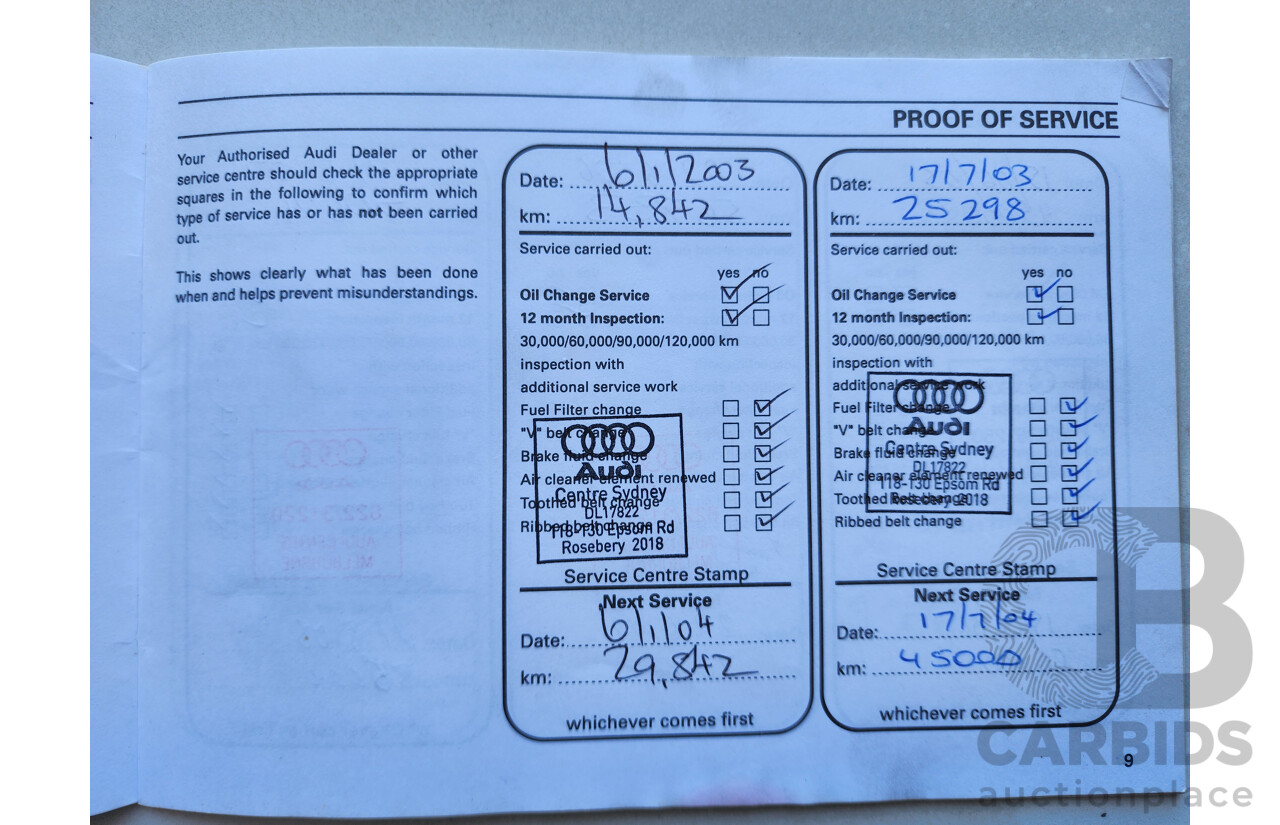 PROOF OF SERVICE
Your Authorised Audi Dealer or other
service centre should check the appropriate
squares in the following to confirm which
type of service has or has not been carried
out.
This shows clearly what has been done
when and helps prevent misunderstandings.
Date: 6/1/2003
km: 14,842
Service carried out:
yes no
Oil Change Service
12 month Inspection:
30,000/60,000/90,000/120,000 km
inspection with
additional service work
Fuel Filter change
"V" belt change
Brake fluid change
Air cleaner element renewed
Toothed belt change
Ribbed belt change
Audi
Centre Sydney
DL17822
118-130 Epsom Rd
Rosebery 2018
Service Centre Stamp
Next Service
Date: 6/1/04
km: 29,842
whichever comes first
Date: 17/7/03
km: 25298
Service carried out:
yes no
Oil Change Service
12 month Inspection:
30,000/60,000/90,000/120,000 km
inspection with
additional service work
Fuel Filter change
"V" belt change
Brake fluid change
Air cleaner element renewed
Toothed belt change
Ribbed belt change
Audi
Centre Sydney
DL17822
118-130 Epsom Rd
Rosebery 2018
Service Centre Stamp
Next Service
Date: 17/7/04
km: 45000
whichever comes first
9
CARBIDS
auctionplace